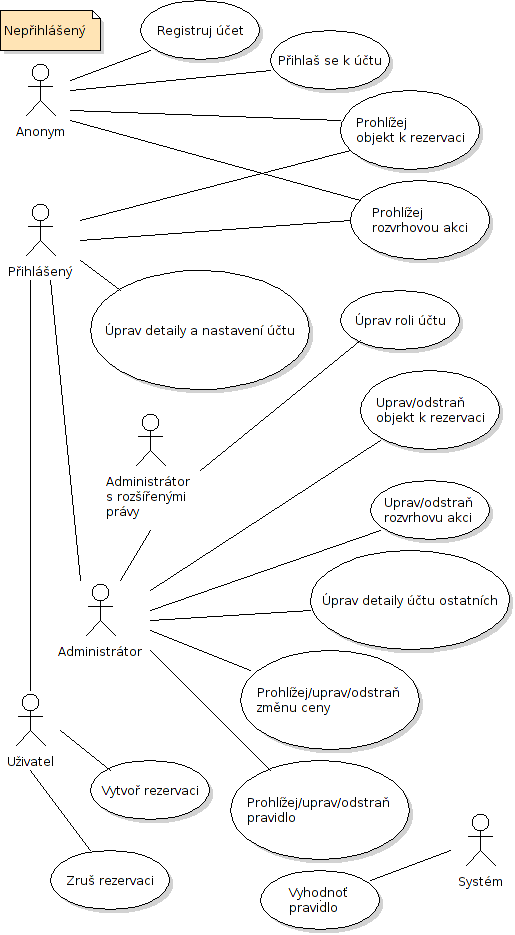 Nepřihlášený
Registruj účet
Přihlaš se k účtu
Anonym
Prohlížej
objekt k rezervaci
Prohlížej
rozvrhovou akci
Přihlášený
Úprav detaily a nastavení účtu
Úprav roli účtu
Uprav/odstraň
objekt k rezervaci
Administrátor
s rozšířenými
právy
Uprav/odstraň
rozvrhovu akci
Úprav detaily účtu ostatních
Administrátor
Prohlížej/uprav/odstraň
změnu ceny
Uživatel
Vytvoř rezervaci
Prohlížej/uprav/odstraň
pravidlo
Zruš rezervaci
Systém
Vyhodnoť
pravidlo